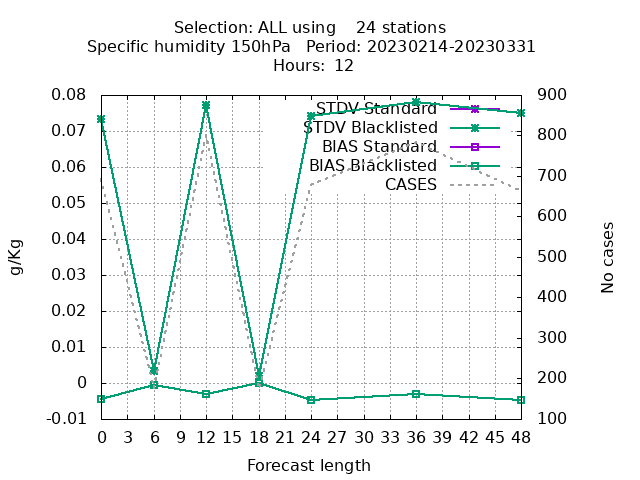 Selection: ALL using    24 stations
Specific humidity 150hPa   Period: 20230214-20230331
Hours: 12
0.08
0.07
0.06
0.05
0.04
0.03
0.02
0.01
0
-0.01
g/Kg
900
800
700
600
500
400
300
200
100
No cases
STDV Standard
STDV Blacklisted
BIAS Standard
BIAS Blacklisted
CASES
0 3 6 9 12 15 18 21 24 27 30 33 36 39 42 45 48
Forecast length